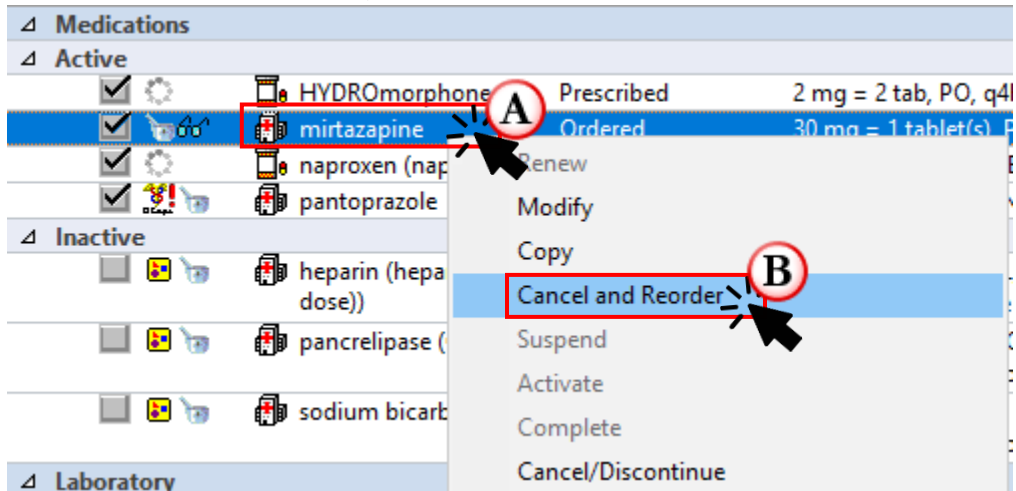 Medications
Active
HYDROmorphone Prescribed 2 mg = 2 tab, PO, q4
A
mirtazapine Ordered 30 mg = 1 tablet(s),
naproxen (nap Renew
pantoprazole Modify
Inactive Copy
B
heparin (hepa Cancel and Reorder
dose))
pancrelipase ( Suspend
Activate
sodium bicarb Complete
Laboratory Cancel/Discontinue